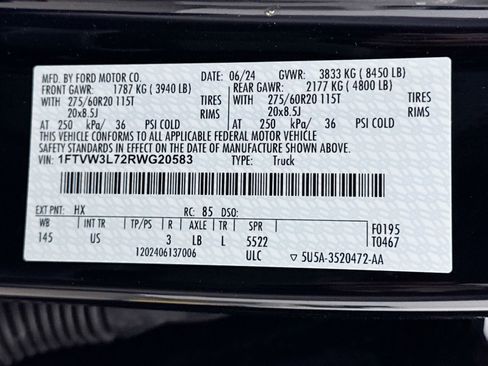 MFD. BY FORD MOTOR CO. DATE: 06/24 GVWR: 3833 KG (8450 LB)
FRONT GAWR: 1787 KG (3940 LB) REAR GAWR: 2177 KG (4800 LB)
WITH 275/60R20 115T TIRES WITH 275/60R20 115T TIRES
20x8.5J RIMS 20x8.5J RIMS
AT 250 kPa/ 36 PSI COLD AT 250 kPa/ 36 PSI COLD
THIS VEHICLE CONFORMS TO ALL APPLICABLE FEDERAL MOTOR VEHICLE
SAFETY STANDARDS IN EFFECT ON THE DATE OF MANUFACTURE SHOWN ABOVE.
VIN: 1FTVW3L72RWG20583 TYPE: Truck
EXT PNT: HX RC: 85 DSO:
WB INT TR TP/PS R AXLE TR SPR F0195
145 US 3 LB L 5522 T0467
1202406137006 ULC 5U5A-3520472-AA